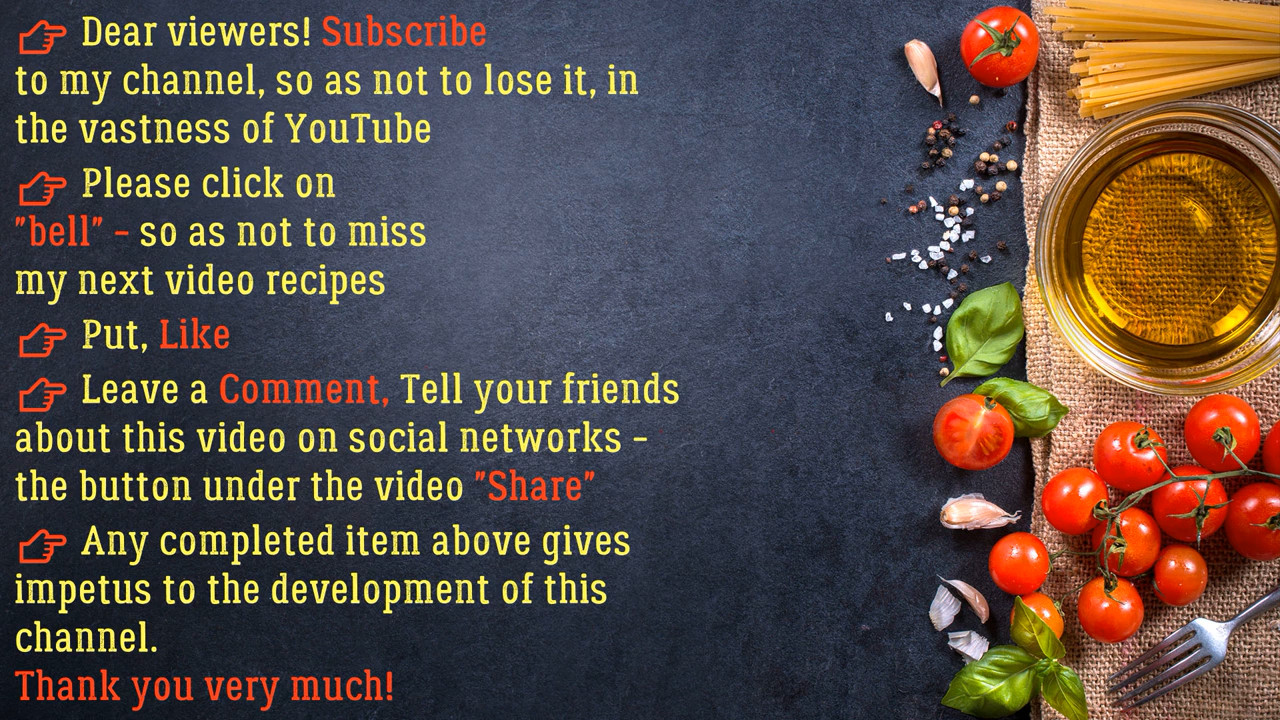 Dear viewers! Subscribe
to my channel, so as not to lose it, in
the vastness of YouTube
Please click on
"bell" - so as not to miss
my next video recipes
Put, Like
Leave a Comment, Tell your friends
about this video on social networks -
the button under the video "Share"
Any completed item above gives
impetus to the development of this
channel.
Thank you very much!